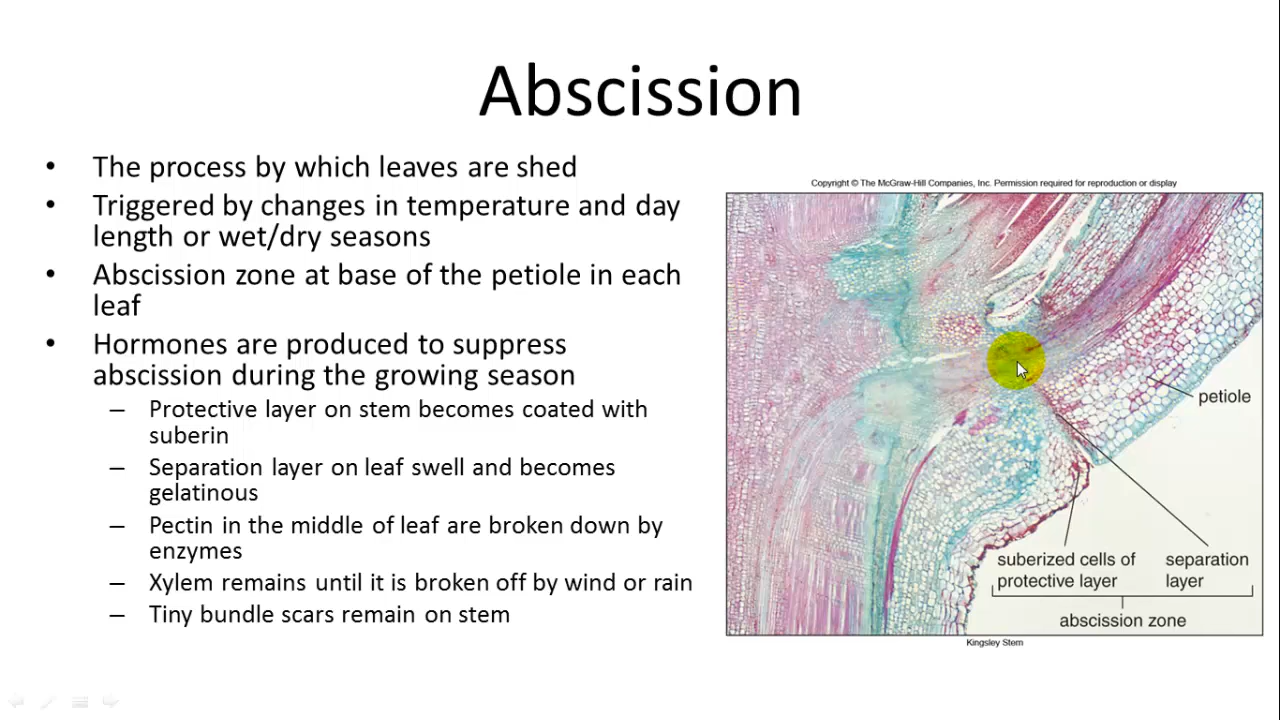 Abscission
• The process by which leaves are shed
• Triggered by changes in temperature and day
length or wet/dry seasons
• Abscission zone at base of the petiole in each
leaf
• Hormones are produced to suppress
abscission during the growing season
– Protective layer on stem becomes coated with
suberin
– Separation layer on leaf swell and becomes
gelatinous
– Pectin in the middle of leaf are broken down by
enzymes
– Xylem remains until it is broken off by wind or rain
– Tiny bundle scars remain on stem
Copyright © The McGraw-Hill Companies, Inc. Permission required for reproduction or display
petiole
suberized cells of
protective layer
separation
layer
abscission zone
Kingsley Stem